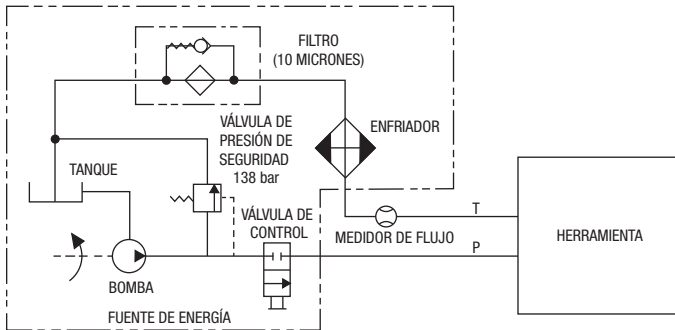 FILTRO
(10 MICRONES)
VÁLVULA DE
PRESIÓN DE
SEGURIDAD
138 bar
ENFRIADOR
TANQUE
VÁLVULA DE
CONTROL
MEDIDOR DE FLUJO
T
P
HERRAMIENTA
BOMBA
FUENTE DE ENERGÍA